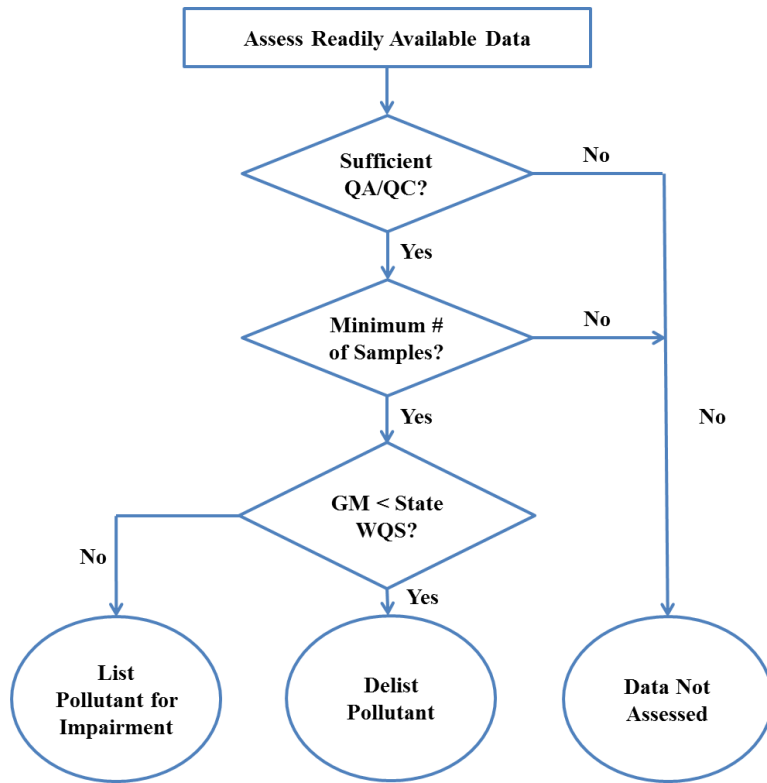 Assess Readily Available Data
Sufficient
QA/QC?
No
Yes
Minimum #
of Samples?
No
Yes
No
GM < State
WQS?
No
Yes
List
Pollutant for
Impairment
Delist
Pollutant
Data Not
Assessed